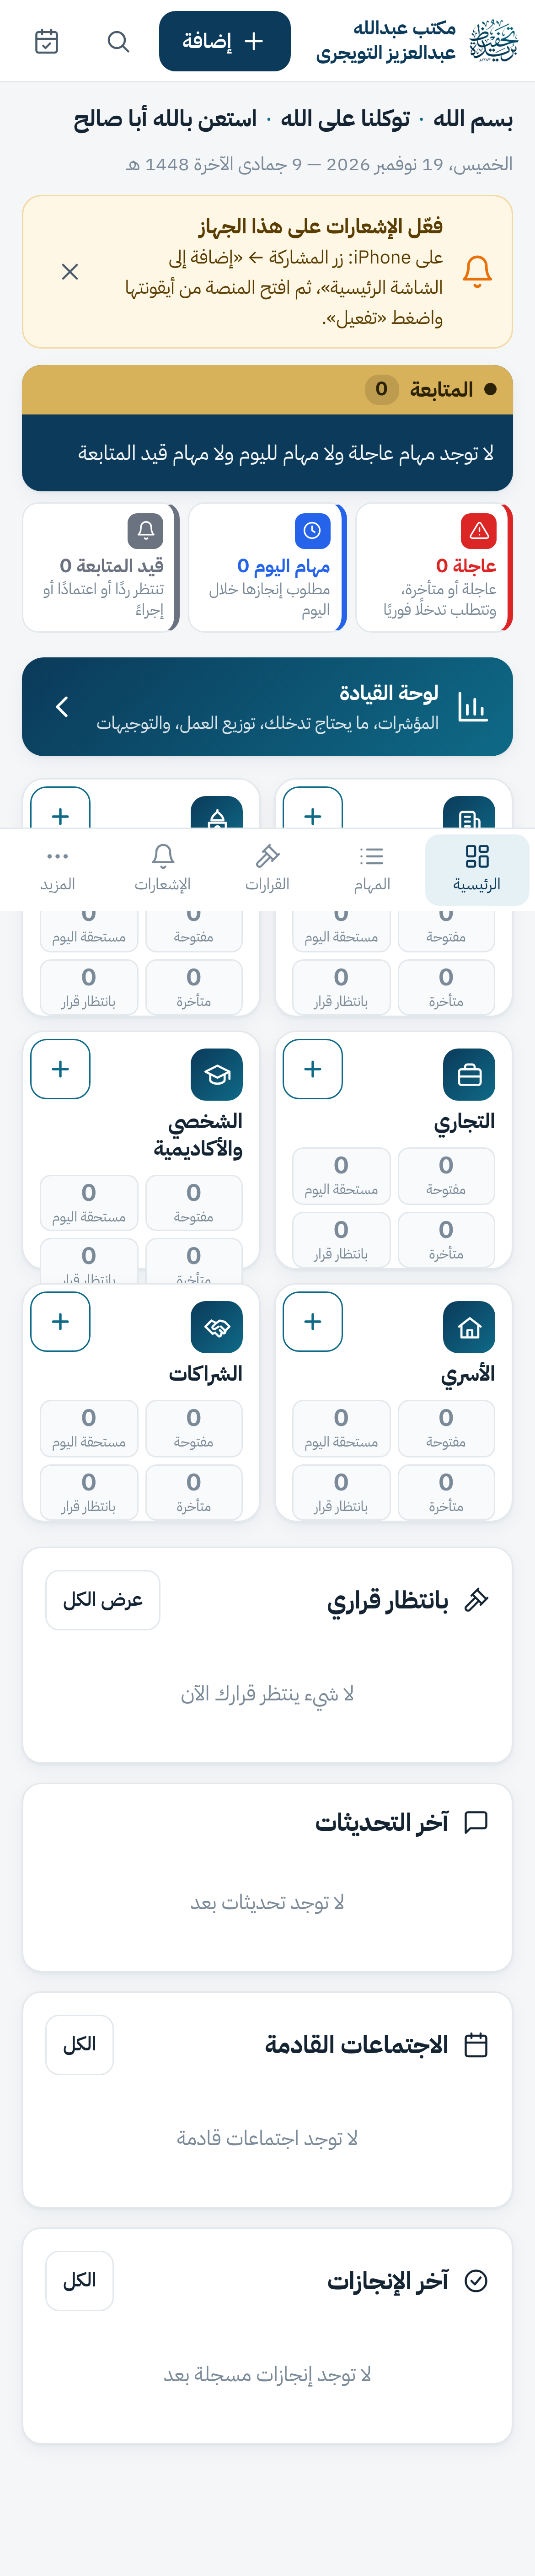 مكتب عبدالله
عبدالعزيز التويجري
إضافة
بسم الله · توكلنا على الله · استعن بالله أبا صالح
الخميس، 19 نوفمبر 2026 — 9 جمادى الآخرة 1448 هـ
فعّل الإشعارات على هذا الجهاز
على iPhone: زر المشاركة ← «إضافة إلى
الشاشة الرئيسية»، ثم افتح المنصة من أيقونتها
واضغط «تفعيل».
المتابعة 0
لا توجد مهام عاجلة ولا مهام لليوم ولا مهام قيد المتابعة
عاجلة 0
عاجلة أو متأخرة،
وتتطلب تدخلًا فوريًا
مهام اليوم 0
مطلوب إنجازها خلال
اليوم
قيد المتابعة 0
تنتظر ردًا أو اعتمادًا أو
إجراءً
لوحة القيادة
المؤشرات، ما يحتاج تدخلك، توزيع العمل، والتوجيهات
الرئيسية
المهام
القرارات
الإشعارات
المزيد
0 0
مفتوحة مستحقة اليوم
0 0
متأخرة بانتظار قرار
0 0
مفتوحة مستحقة اليوم
0 0
متأخرة بانتظار قرار
التجاري
0 0
مفتوحة مستحقة اليوم
0 0
متأخرة بانتظار قرار
الشخصي
والأكاديمية
0 0
مفتوحة مستحقة اليوم
0 0
متأخرة بانتظار قرار
الأسري
0 0
مفتوحة مستحقة اليوم
0 0
متأخرة بانتظار قرار
الشراكات
0 0
مفتوحة مستحقة اليوم
0 0
متأخرة بانتظار قرار
بانتظار قراري
عرض الكل
لا شيء ينتظر قرارك الآن
آخر التحديثات
لا توجد تحديثات بعد
الاجتماعات القادمة
الكل
لا توجد اجتماعات قادمة
آخر الإنجازات
الكل
لا توجد إنجازات مسجلة بعد